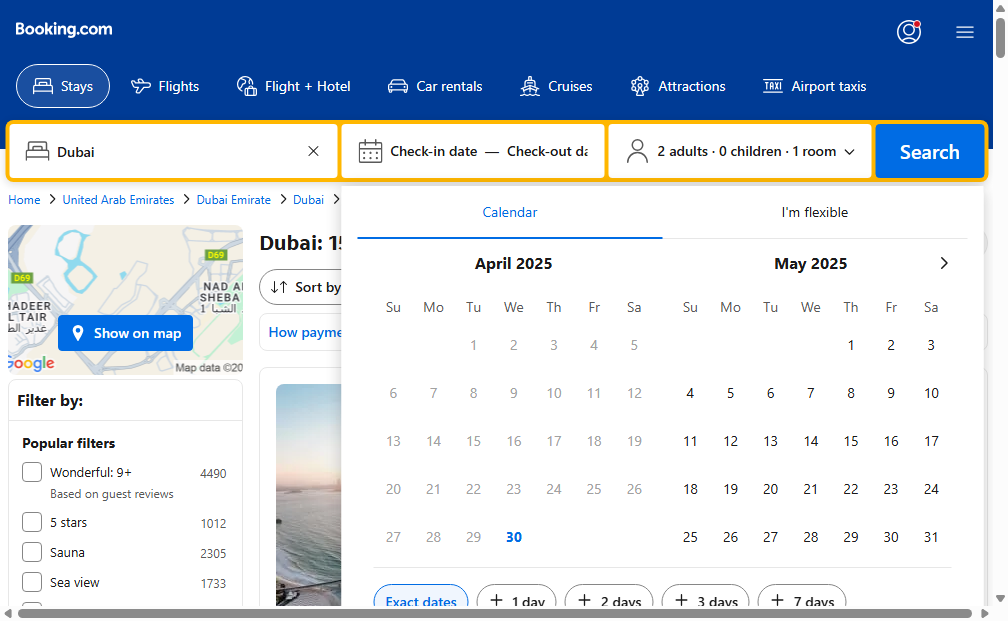 Booking.com
Stays
Flights
Flight + Hotel
Car rentals
Cruises
Attractions
TAXI Airport taxis
Dubai
Check-in date — Check-out da
2 adults · 0 children · 1 room
Search
Home
United Arab Emirates
Dubai Emirate
Dubai
Calendar
I'm flexible
Dubai: 15
Sort by
How payme
D69
D69
NAD A
SHEBA
HADEER
L TAIR
غدير الط
Show on map
Google
Map data ©20
April 2025
May 2025
Su Mo Tu We Th Fr Sa
Su Mo Tu We Th Fr Sa
1 2 3 4 5
1 2 3
6 7 8 9 10 11 12
4 5 6 7 8 9 10
13 14 15 16 17 18 19
11 12 13 14 15 16 17
20 21 22 23 24 25 26
18 19 20 21 22 23 24
27 28 29 30
25 26 27 28 29 30 31
Exact dates
1 day
2 days
3 days
7 days
Filter by:
Popular filters
Wonderful: 9+ 4490
Based on guest reviews
5 stars 1012
Sauna 2305
Sea view 1733